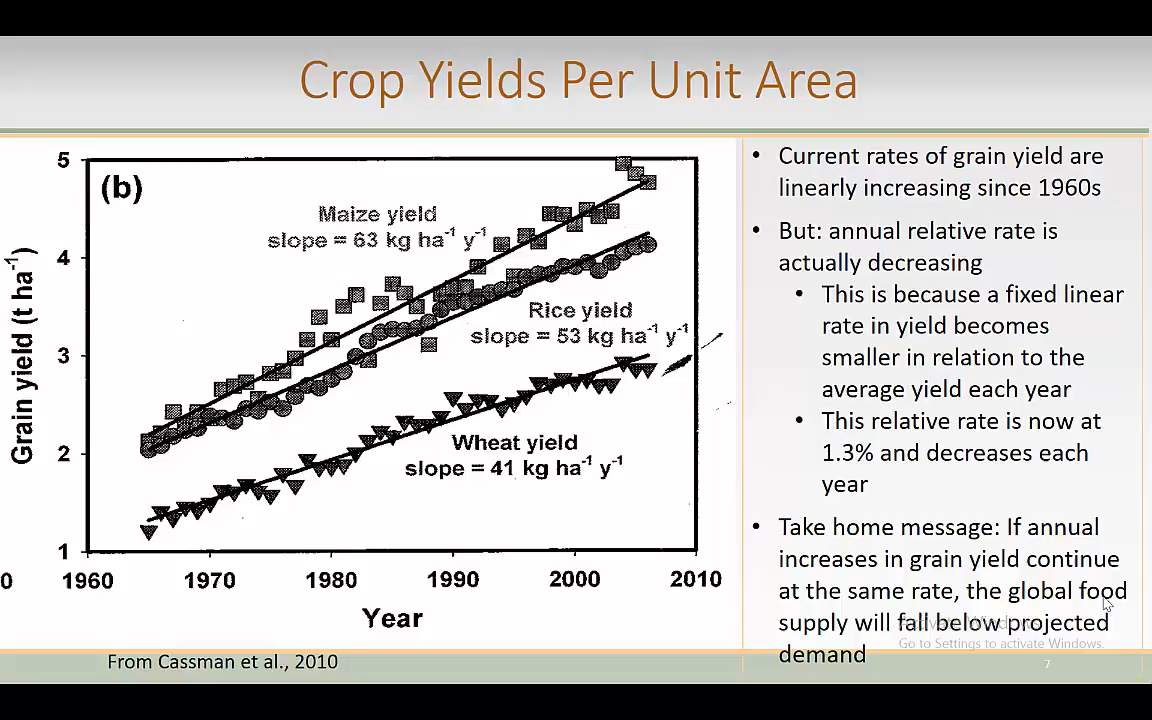 Crop Yields Per Unit Area
5
(b)
Maize yield
slope = 63 kg ha-1 y-1
4
Rice yield
slope = 53 kg ha-1 y-1
3
Grain yield (t ha-1)
Wheat yield
slope = 41 kg ha-1 y-1
2
1
0
1960 1970 1980 1990 2000 2010
Year
From Cassman et al., 2010
• Current rates of grain yield are
linearly increasing since 1960s
• But: annual relative rate is
actually decreasing
• This is because a fixed linear
rate in yield becomes
smaller in relation to the
average yield each year
• This relative rate is now at
1.3% and decreases each
year
• Take home message: If annual
increases in grain yield continue
at the same rate, the global food
supply will fall below projected
demand
Activate Windows
Go to Settings to activate Windows.
7